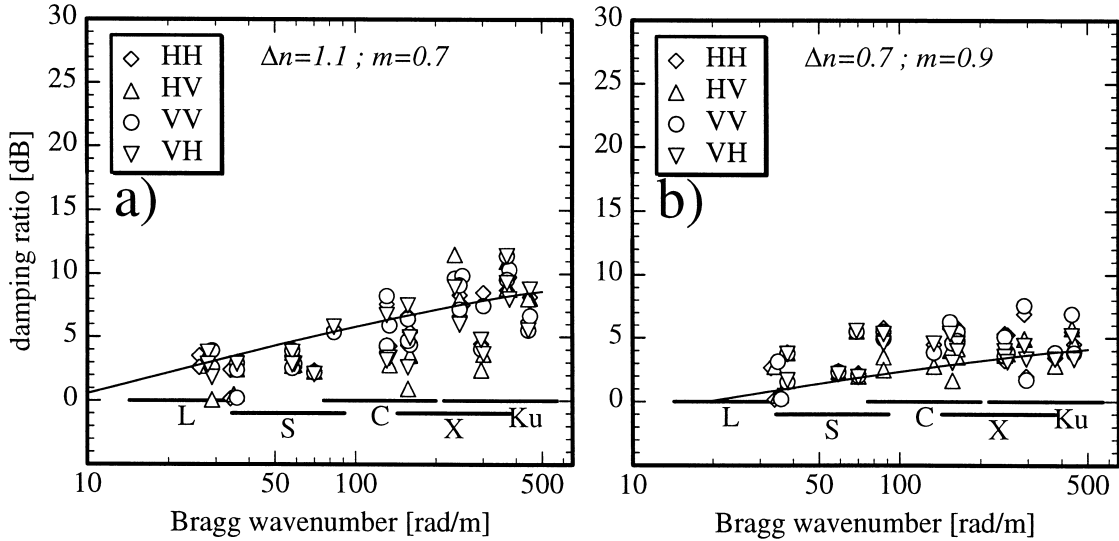 30
25
20
15
10
5
0
damping ratio [dB]
HH
HV
VV
VH
Δn=1.1 ; m=0.7
a)
L
S
C
X
Ku
10
50
100
500
Bragg wavenumber [rad/m]
30
25
20
15
10
5
0
HH
HV
VV
VH
Δn=0.7 ; m=0.9
b)
L
S
C
X
Ku
10
50
100
500
Bragg wavenumber [rad/m]